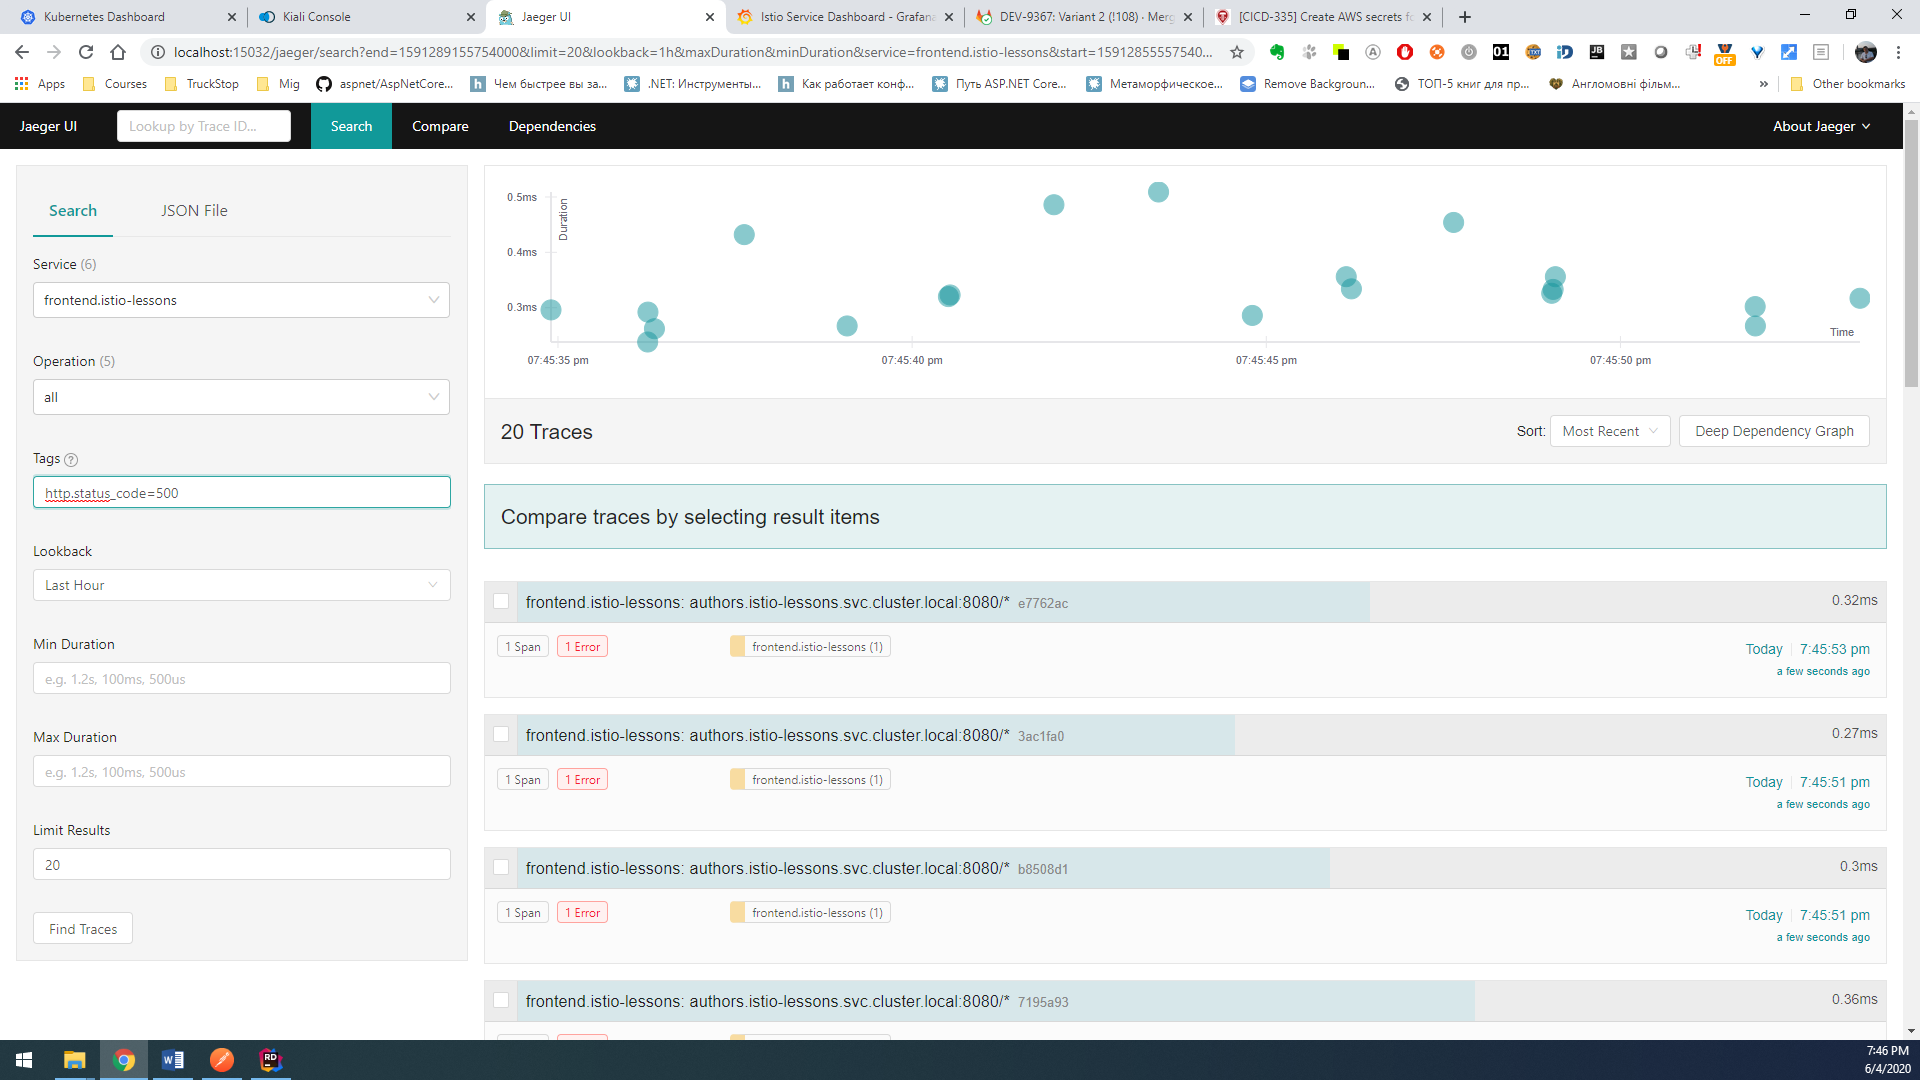 Kubernetes Dashboard
Kiali Console
Jaeger UI
Istio Service Dashboard - Grafana
DEV-9367: Variant 2 (!108) · Merg
[CICD-335] Create AWS secrets fo
localhost:15032/jaeger/search?end=1591289155754000&limit=20&lookback=1h&maxDuration&minDuration&service=frontend.istio-lessons&start=15912855557540...
Apps
Courses
TruckStop
Mig
aspnet/AspNetCore...
Чем быстрее вы за...
.NET: Инструменты...
Как работает конф...
Путь ASP.NET Core...
Метаморфическое...
Remove Backgroun...
ТОП-5 книг для пр...
Англомовні фільм...
»
Other bookmarks
Jaeger UI
Lookup by Trace ID...
Search
Compare
Dependencies
About Jaeger
Search
JSON File
Service (6)
frontend.istio-lessons
Operation (5)
all
Tags
http.status_code=500
Lookback
Last Hour
Min Duration
e.g. 1.2s, 100ms, 500us
Max Duration
e.g. 1.2s, 100ms, 500us
Limit Results
20
Find Traces
0.5ms
0.4ms
0.3ms
Duration
Time
07:45:35 pm
07:45:40 pm
07:45:45 pm
07:45:50 pm
20 Traces
Sort:
Most Recent
Deep Dependency Graph
Compare traces by selecting result items
frontend.istio-lessons: authors.istio-lessons.svc.cluster.local:8080/* e7762ac
0.32ms
1 Span
1 Error
frontend.istio-lessons (1)
Today
7:45:53 pm
a few seconds ago
frontend.istio-lessons: authors.istio-lessons.svc.cluster.local:8080/* 3ac1fa0
0.27ms
1 Span
1 Error
frontend.istio-lessons (1)
Today
7:45:51 pm
a few seconds ago
frontend.istio-lessons: authors.istio-lessons.svc.cluster.local:8080/* b8508d1
0.3ms
1 Span
1 Error
frontend.istio-lessons (1)
Today
7:45:51 pm
a few seconds ago
frontend.istio-lessons: authors.istio-lessons.svc.cluster.local:8080/* 7195a93
0.36ms
7:46 PM
6/4/2020